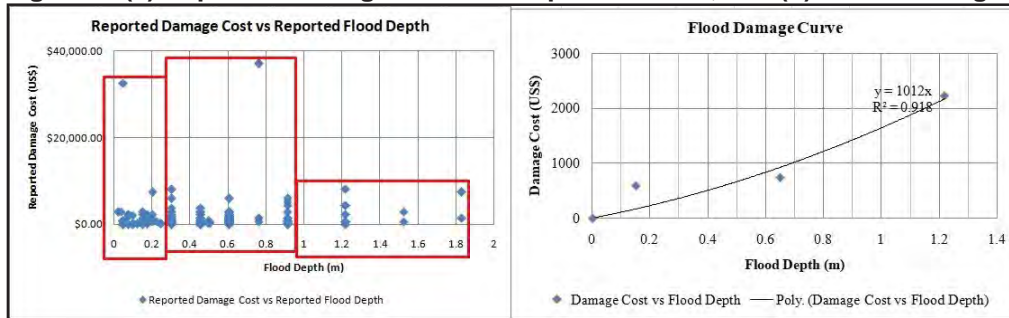 Reported Damage Cost vs Reported Flood Depth
$40,000.00
$20,000.00
$0.00
Reported Damage Cost (US$)
0 0.2 0.4 0.6 0.8 1 1.2 1.4 1.6 1.8 2
Flood Depth (m)
Reported Damage Cost vs Reported Flood Depth
Flood Damage Curve
3000
2000
1000
0
Damage Cost (US$)
y = 1012x
R² = 0.918
0 0.2 0.4 0.6 0.8 1 1.2 1.4
Flood Depth (m)
Damage Cost vs Flood Depth
Poly. (Damage Cost vs Flood Depth)